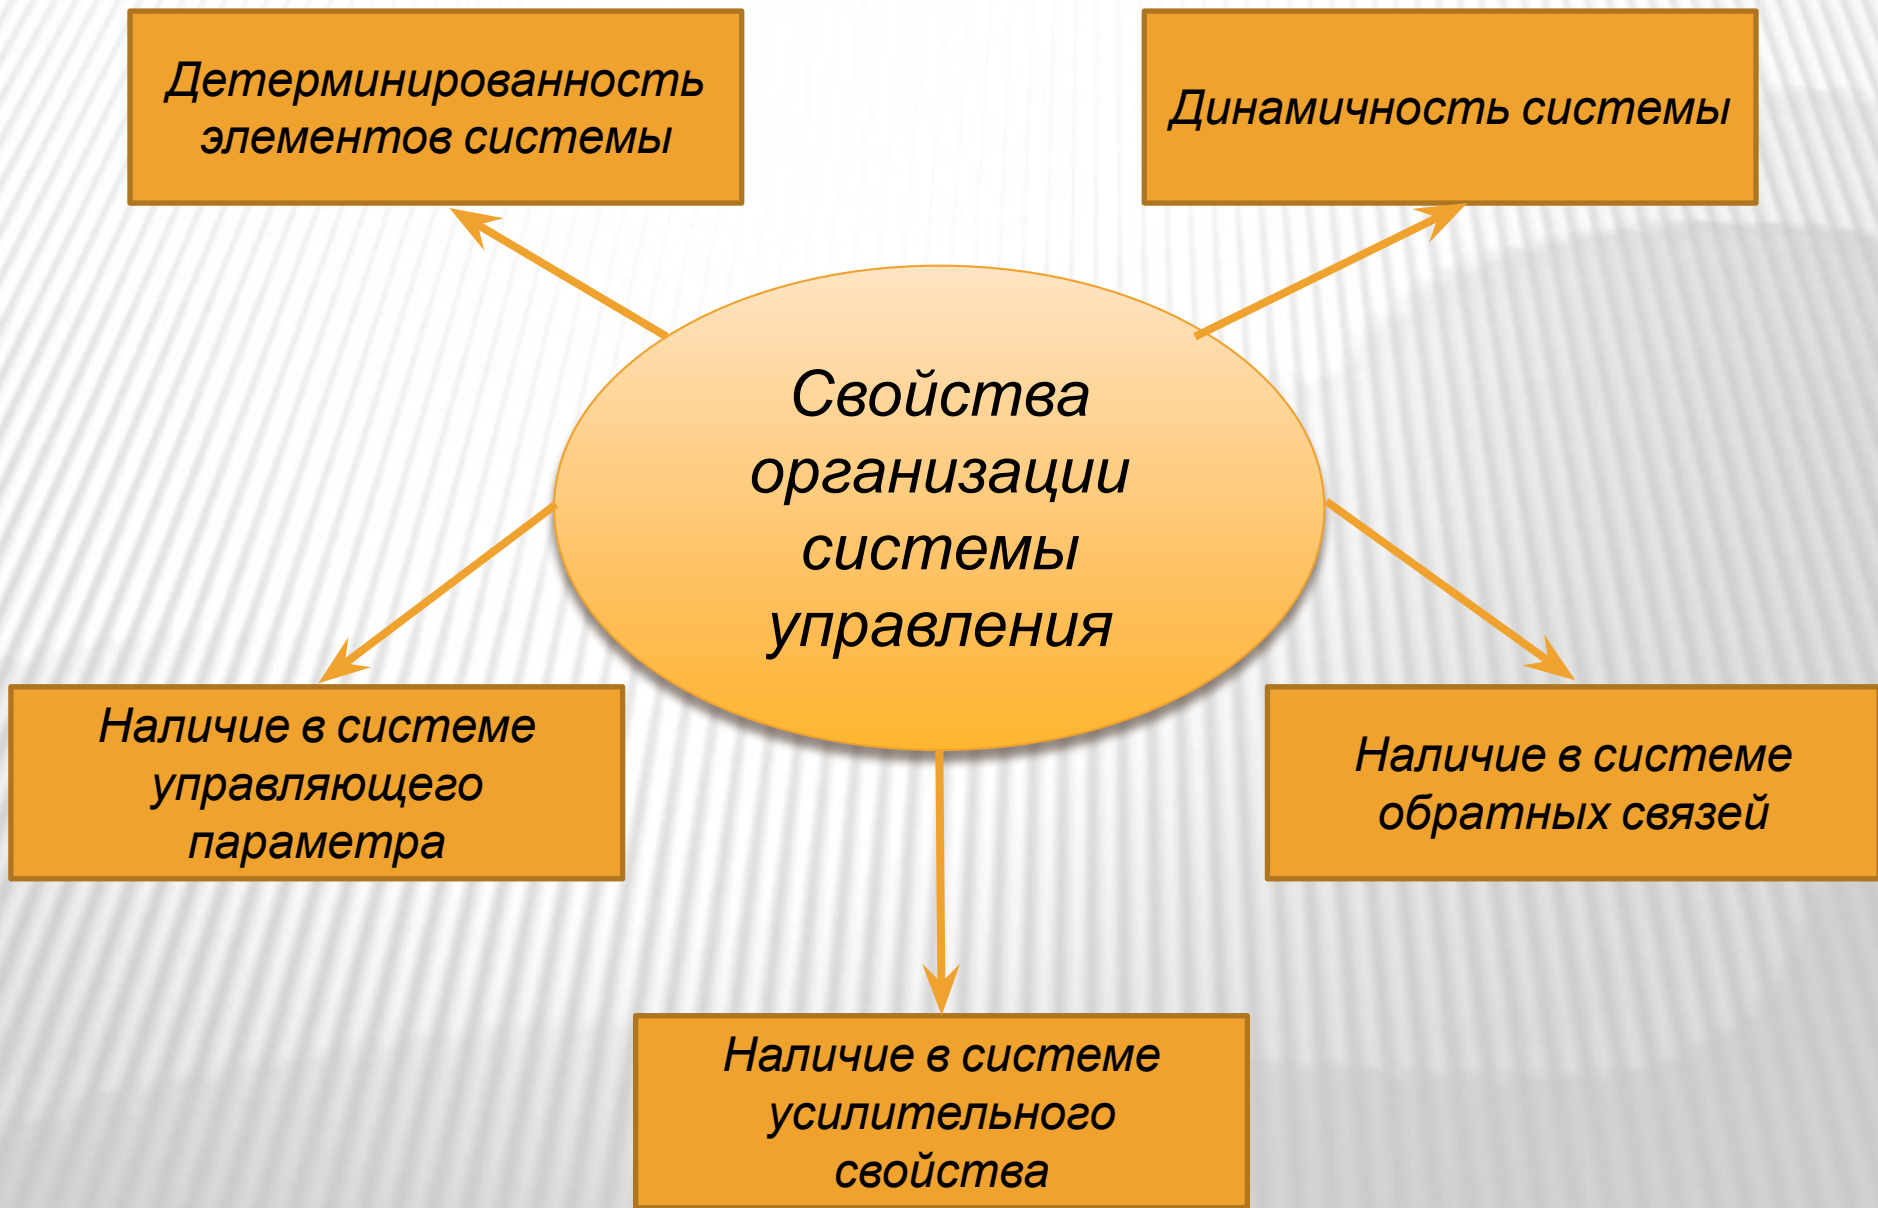 Детерминированность
элементов системы
Динамичность системы
Свойства
организации
системы
управления
Наличие в системе
управляющего
параметра
Наличие в системе
обратных связей
Наличие в системе
усилительного
свойства